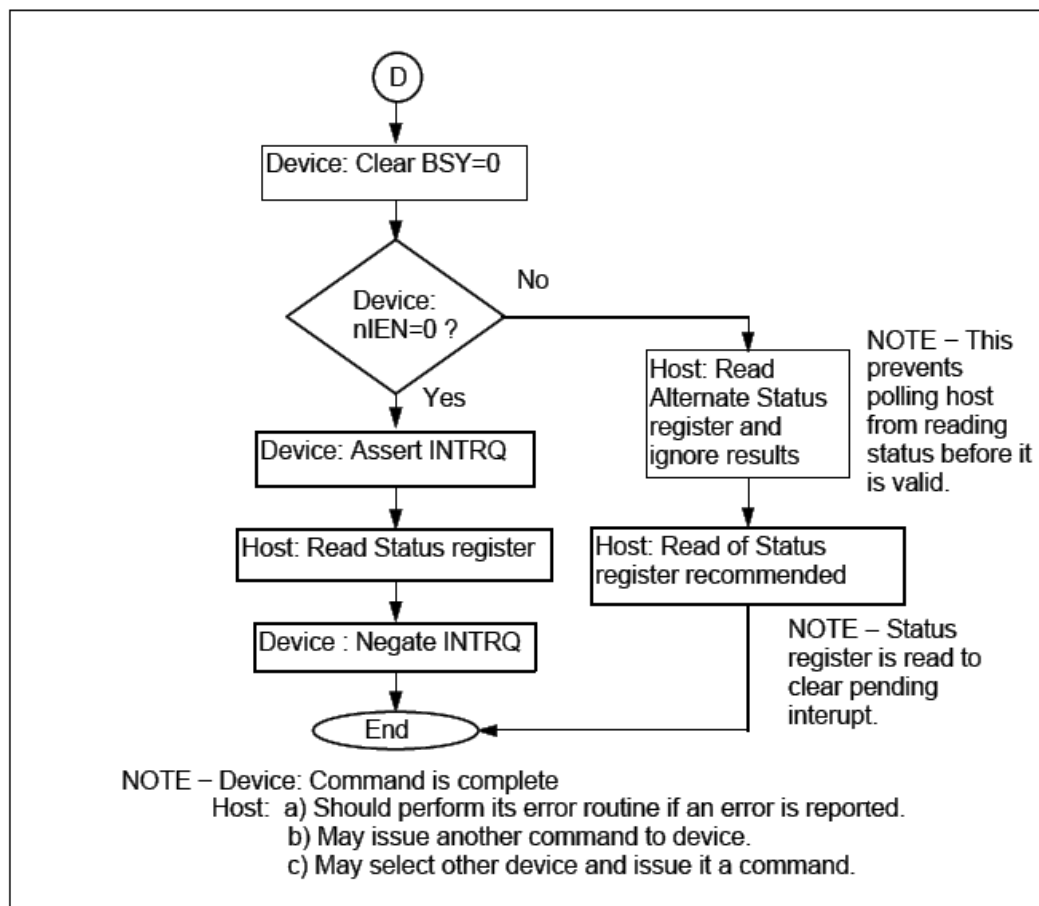 D
Device: Clear BSY=0
Device:
nIEN=0 ?
No
Yes
Host: Read
Alternate Status
register and
ignore results
NOTE – This
prevents
polling host
from reading
status before it
is valid.
Device: Assert INTRQ
Host: Read Status register
Host: Read of Status
register recommended
Device : Negate INTRQ
NOTE – Status
register is read to
clear pending
interupt.
End
NOTE – Device: Command is complete
Host: a) Should perform its error routine if an error is reported.
b) May issue another command to device.
c) May select other device and issue it a command.